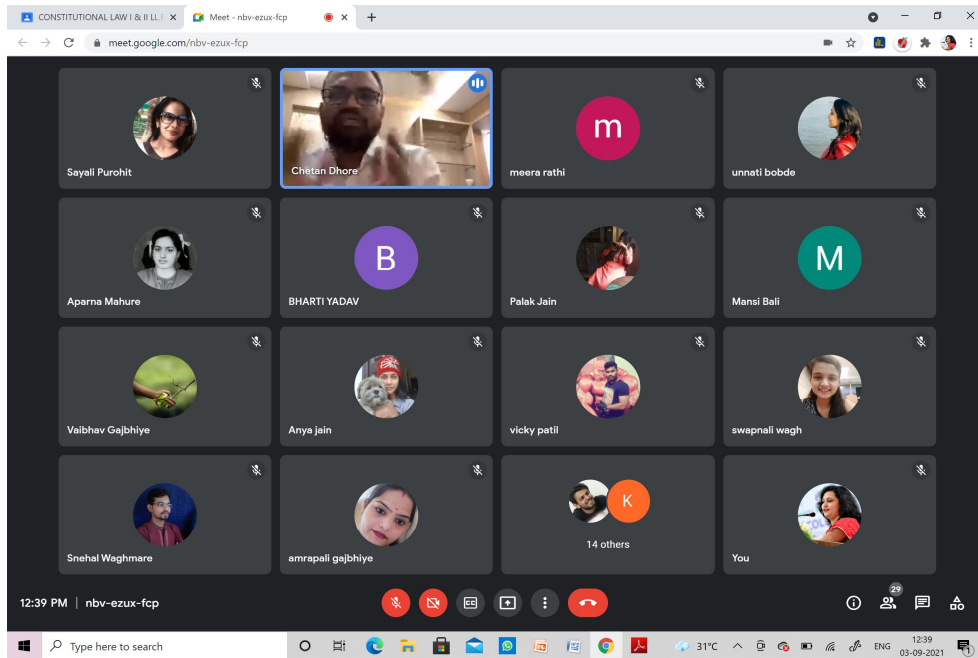 CONSTITUTIONAL LAW I & II LL.B
Meet - nbv-ezux-fcp
meet.google.com/nbv-ezux-fcp
Sayali Purohit
Chetan Dhore
m
meera rathi
unnati bobde
Aparna Mahure
B
BHARTI YADAV
Palak Jain
M
Mansi Bali
Vaibhav Gajbhiye
Anya jain
vicky patil
swapnali wagh
Snehal Waghmare
amrapali gajbhiye
K
14 others
You
12:39 PM | nbv-ezux-fcp
CC
29
Type here to search
31°C
ENG
12:39
03-09-2021